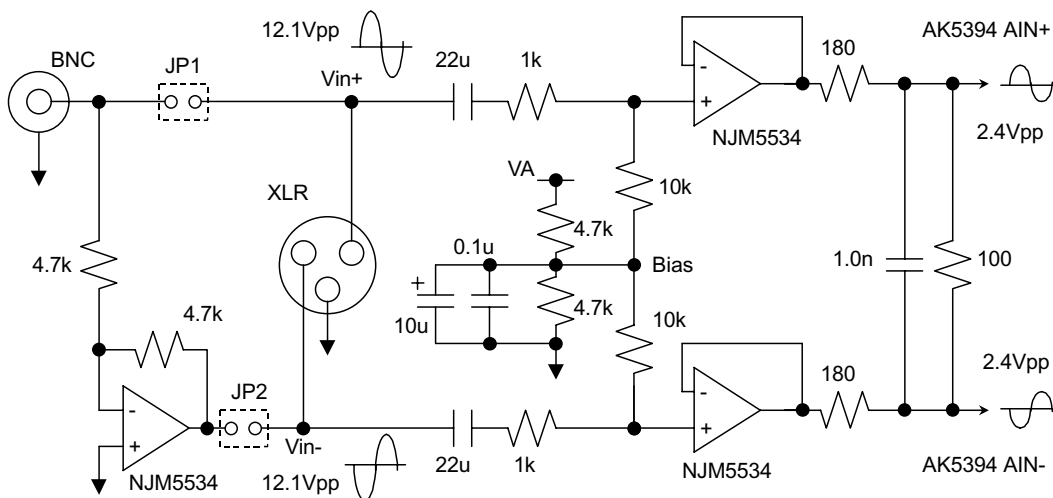 12.1Vpp
BNC
JP1
Vin+
22u
1k
180
AK5394 AIN+
-
+
NJM5534
2.4Vpp
VA
10k
XLR
4.7k
4.7k
0.1u
Bias
1.0n
100
+
4.7k
10u
10k
4.7k
2.4Vpp
180
JP2
-
+
-
+
Vin-
22u
1k
NJM5534
NJM5534
12.1Vpp
AK5394 AIN-